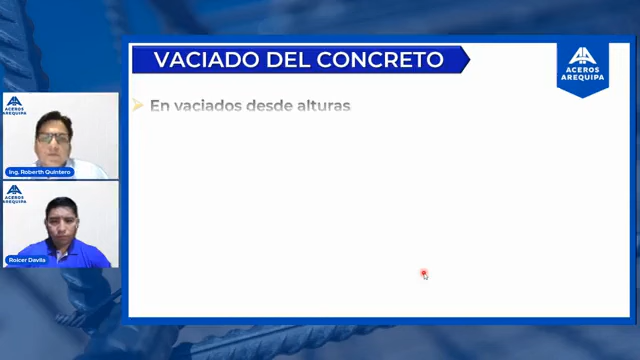 VACIADO DEL CONCRETO
ACEROS
AREQUIPA
En vaciados desde alturas
ACEROS
AREQUIPA
Ing. Roberth Quintero
ACEROS
AREQUIPA
Roicer Davila